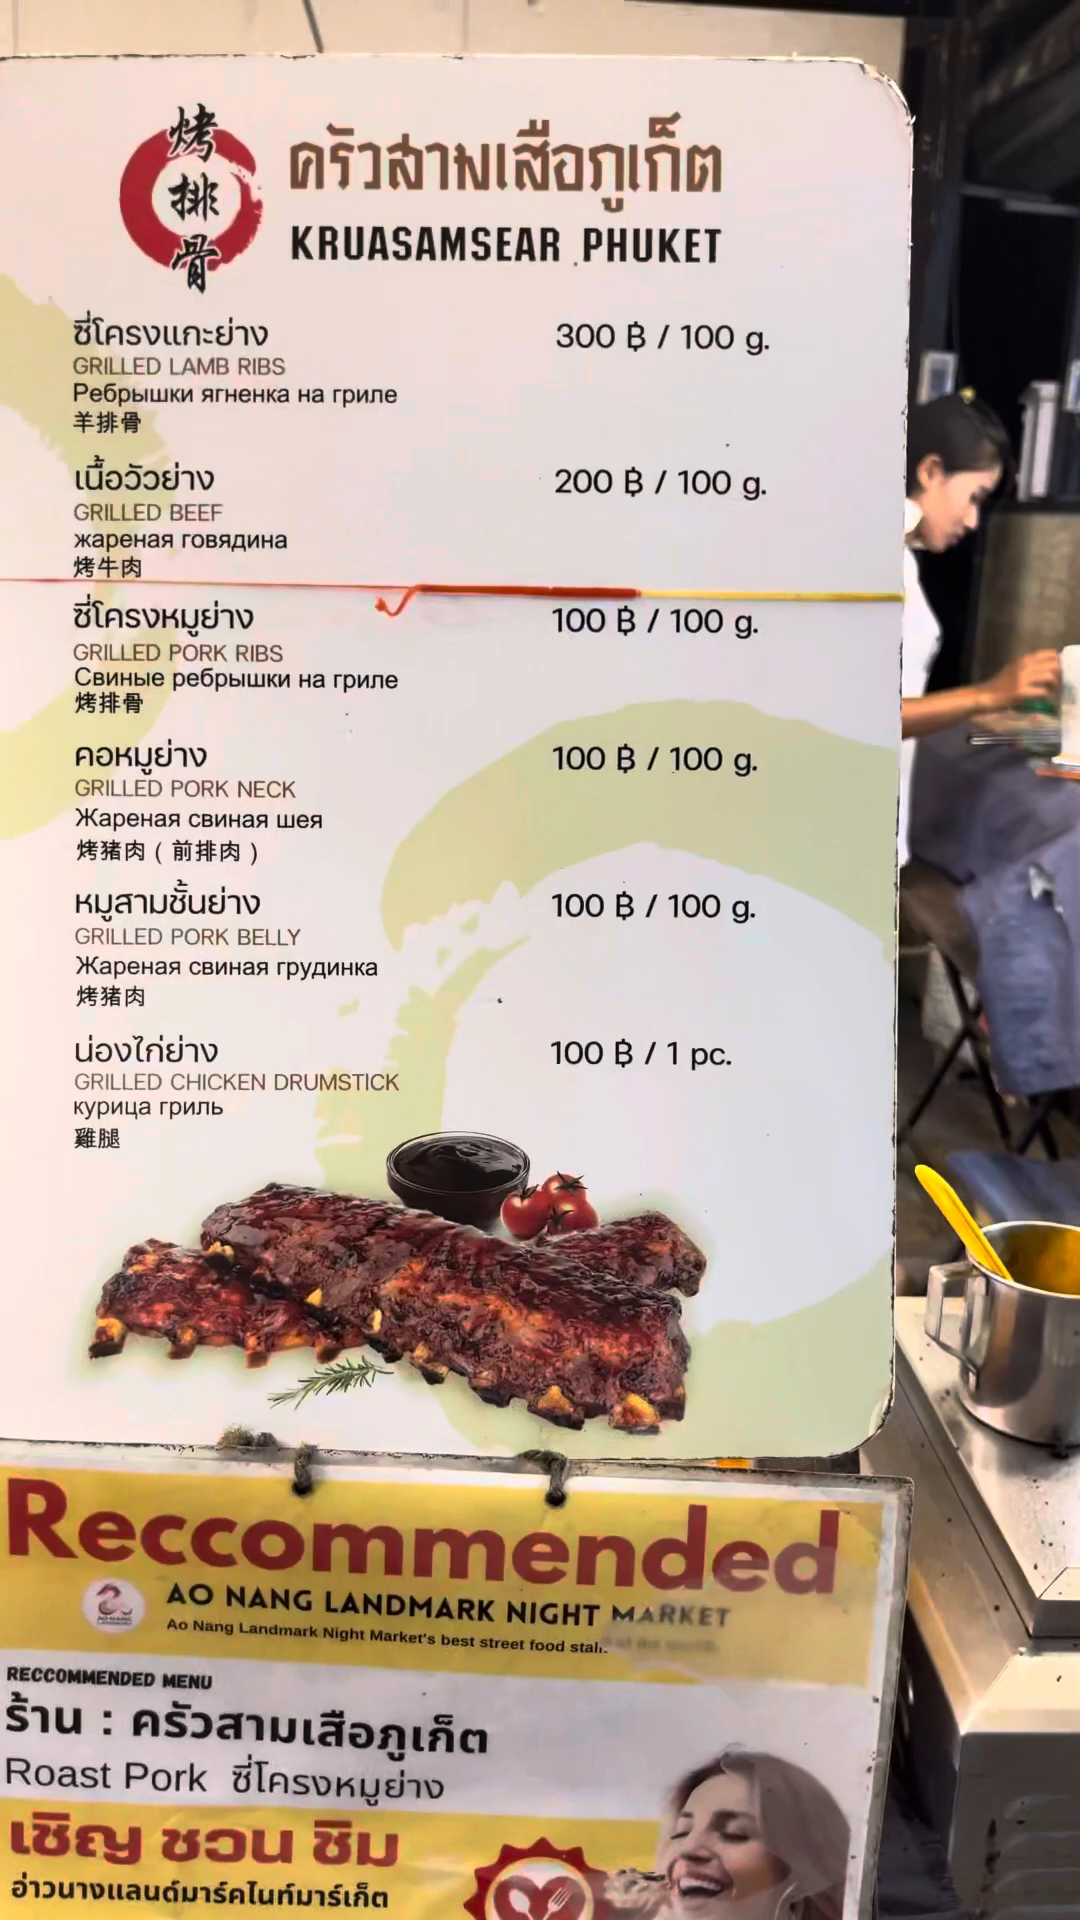 烤
排
骨
ครัวสามเสือภูเก็ต
KRUASAMSEAR PHUKET
ซี่โครงแกะย่าง 300 ฿ / 100 g.
GRILLED LAMB RIBS
Ребрышки ягненка на гриле
羊排骨
เนื้อวัวย่าง 200 ฿ / 100 g.
GRILLED BEEF
жареная говядина
烤牛肉
ซี่โครงหมูย่าง 100 ฿ / 100 g.
GRILLED PORK RIBS
Свиные ребрышки на гриле
烤排骨
คอหมูย่าง 100 ฿ / 100 g.
GRILLED PORK NECK
Жареная свиная шея
烤猪肉 ( 前排肉 )
หมูสามชั้นย่าง 100 ฿ / 100 g.
GRILLED PORK BELLY
Жареная свиная грудинка
烤猪肉
น่องไก่ย่าง 100 ฿ / 1 pc.
GRILLED CHICKEN DRUMSTICK
курица гриль
雞腿
Reccommended
AO NANG LANDMARK NIGHT MARKET
Ao Nang Landmark Night Market's best street food stall
RECCOMMENDED MENU
ร้าน : ครัวสามเสือภูเก็ต
Roast Pork ซี่โครงหมูย่าง
เชิญ ชวน ชิม
อ่าวนางแลนด์มาร์คไนท์มาร์เก็ต